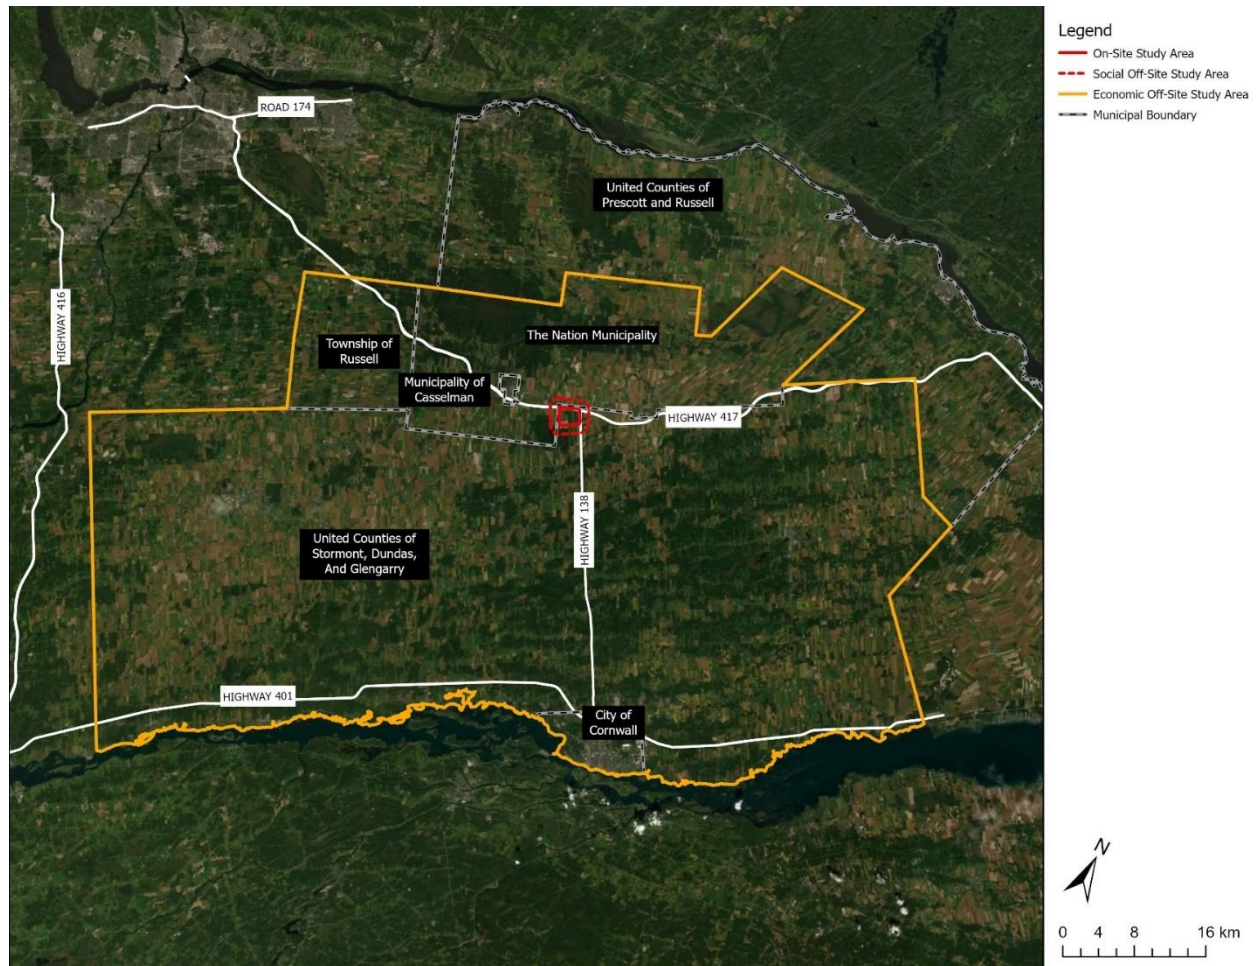 Legend
On-Site Study Area
Social Off-Site Study Area
Economic Off-Site Study Area
Municipal Boundary
ROAD 174
United Counties of
Prescott and Russell
HIGHWAY 416
The Nation Municipality
Township of
Russell
Municipality of
Casselman
HIGHWAY 417
HIGHWAY 138
United Counties of
Stormont, Dundas,
And Glengarry
HIGHWAY 401
City of
Cornwall
N
0 4 8 16 km